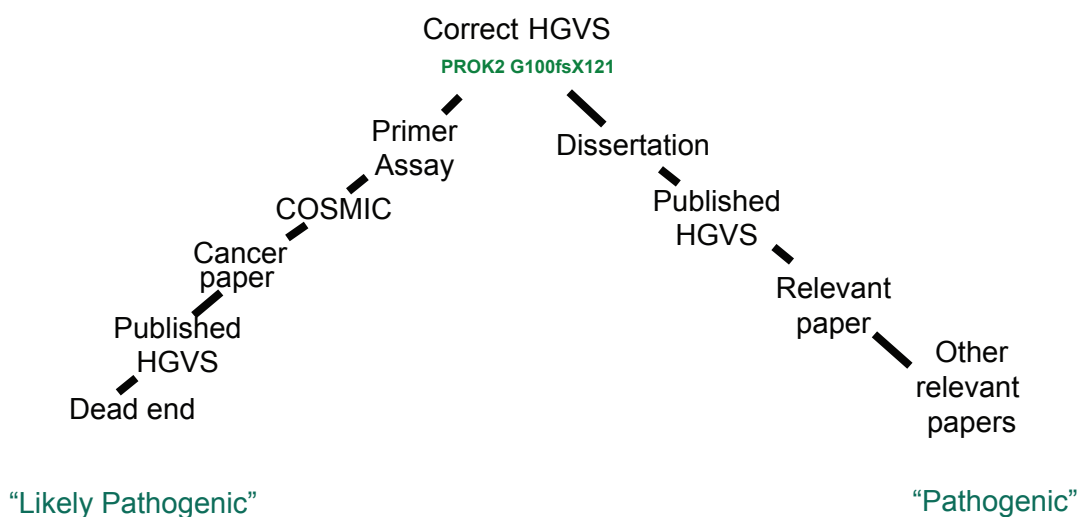 Correct HGVS
PROK2 G100fsX121
Primer
Assay
COSMIC
Cancer
paper
Published
HGVS
Dead end
Dissertation
Published
HGVS
Relevant
paper
Other
relevant
papers
“Likely Pathogenic”
“Pathogenic”